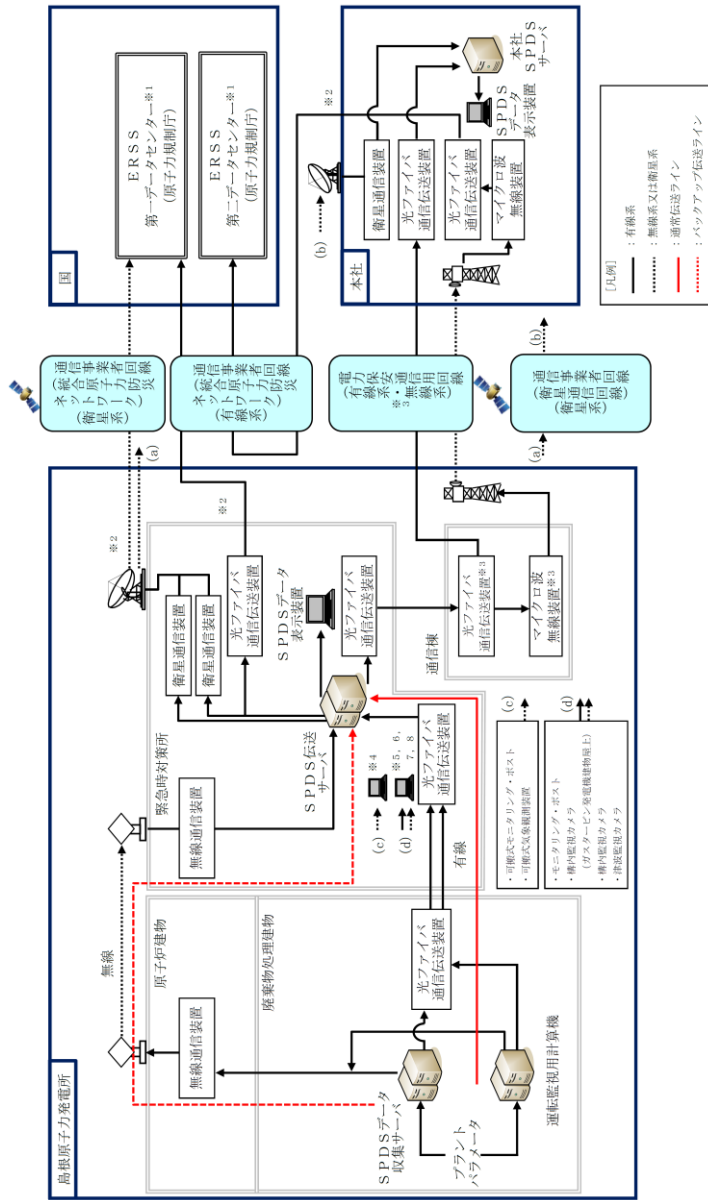 島根原子力発電所
無線
原子炉建物
無線通信装置
廃棄物処理建物
SPDSデータ
収集サーバ
プラント
パラメータ
運転監視用計算機
光ファイバ
通信伝送装置
有線
緊急時対策所
無線通信装置
SPDS伝送
サーバ
(c)
※4
(d)
※5，6，
7，8
光ファイバ
通信伝送装置
※2
衛星通信装置
衛星通信装置
光ファイバ
通信伝送装置
SPDSデータ
表示装置
光ファイバ
通信伝送装置
(a)
※2
通信棟
光ファイバ
通信伝送装置※3
マイクロ波
無線装置※3
・可搬式モニタリング・ポスト
・可搬式気象観測装置
(c)
・モニタリング・ポスト
・構内監視カメラ
(ガスタービン発電機建物屋上)
・構内監視カメラ
・津波監視カメラ
(d)
通信事業者回線
(統合原子力防災
ネットワーク)
(衛星系)
通信事業者回線
(統合原子力防災
ネットワーク)
(有線系)
電力保安通信用回線
(有線系・無線系)
※3
(a)
通信事業者回線
(衛星通信回線)
(衛星系)
(b)
国
ERSS
第一データセンター※1
(原子力規制庁)
ERSS
第二データセンター※1
(原子力規制庁)
本社
※2
(b)
衛星通信装置
光ファイバ
通信伝送装置
光ファイバ
通信伝送装置
マイクロ波
無線装置
本社
SPDS
サーバ
SPDS
データ
表示装置
[凡例]
：有線系
：無線系又は衛星系
：通常伝送ライン
：バックアップ伝送ライン